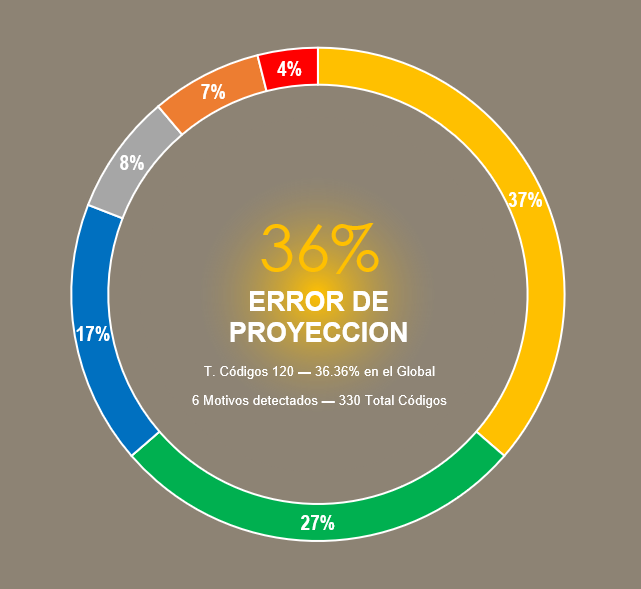 4%
7%
8%
37%
36%
ERROR DE
PROYECCION
17%
T. Códigos 120 — 36.36% en el Global
6 Motivos detectados — 330 Total Códigos
27%